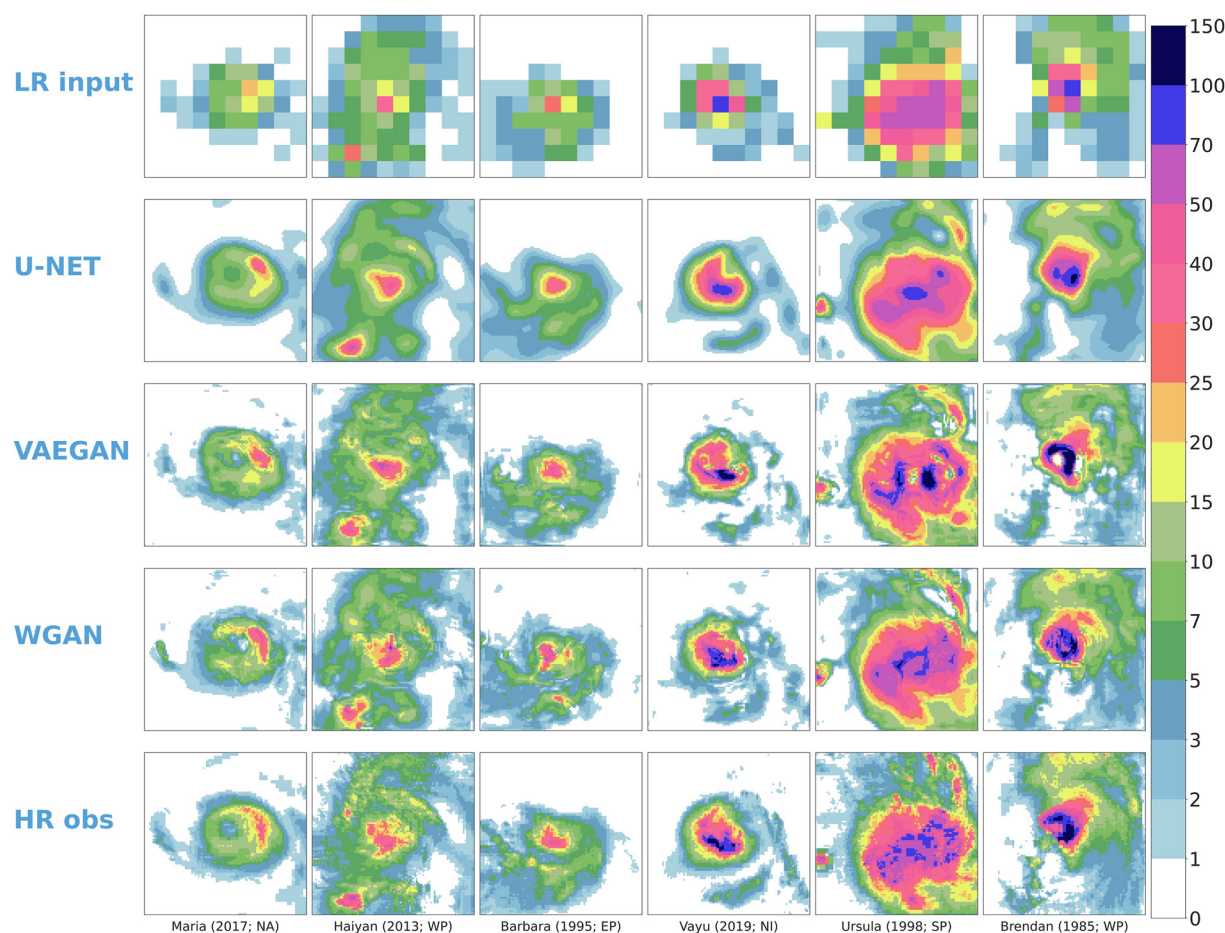 LR input
U-NET
VAEGAN
WGAN
HR obs
Maria (2017; NA)
Haiyan (2013; WP)
Barbara (1995; EP)
Vayu (2019; NI)
Ursula (1998; SP)
Brendan (1985; WP)
150
100
70
50
40
30
25
20
15
10
7
5
3
2
1
0